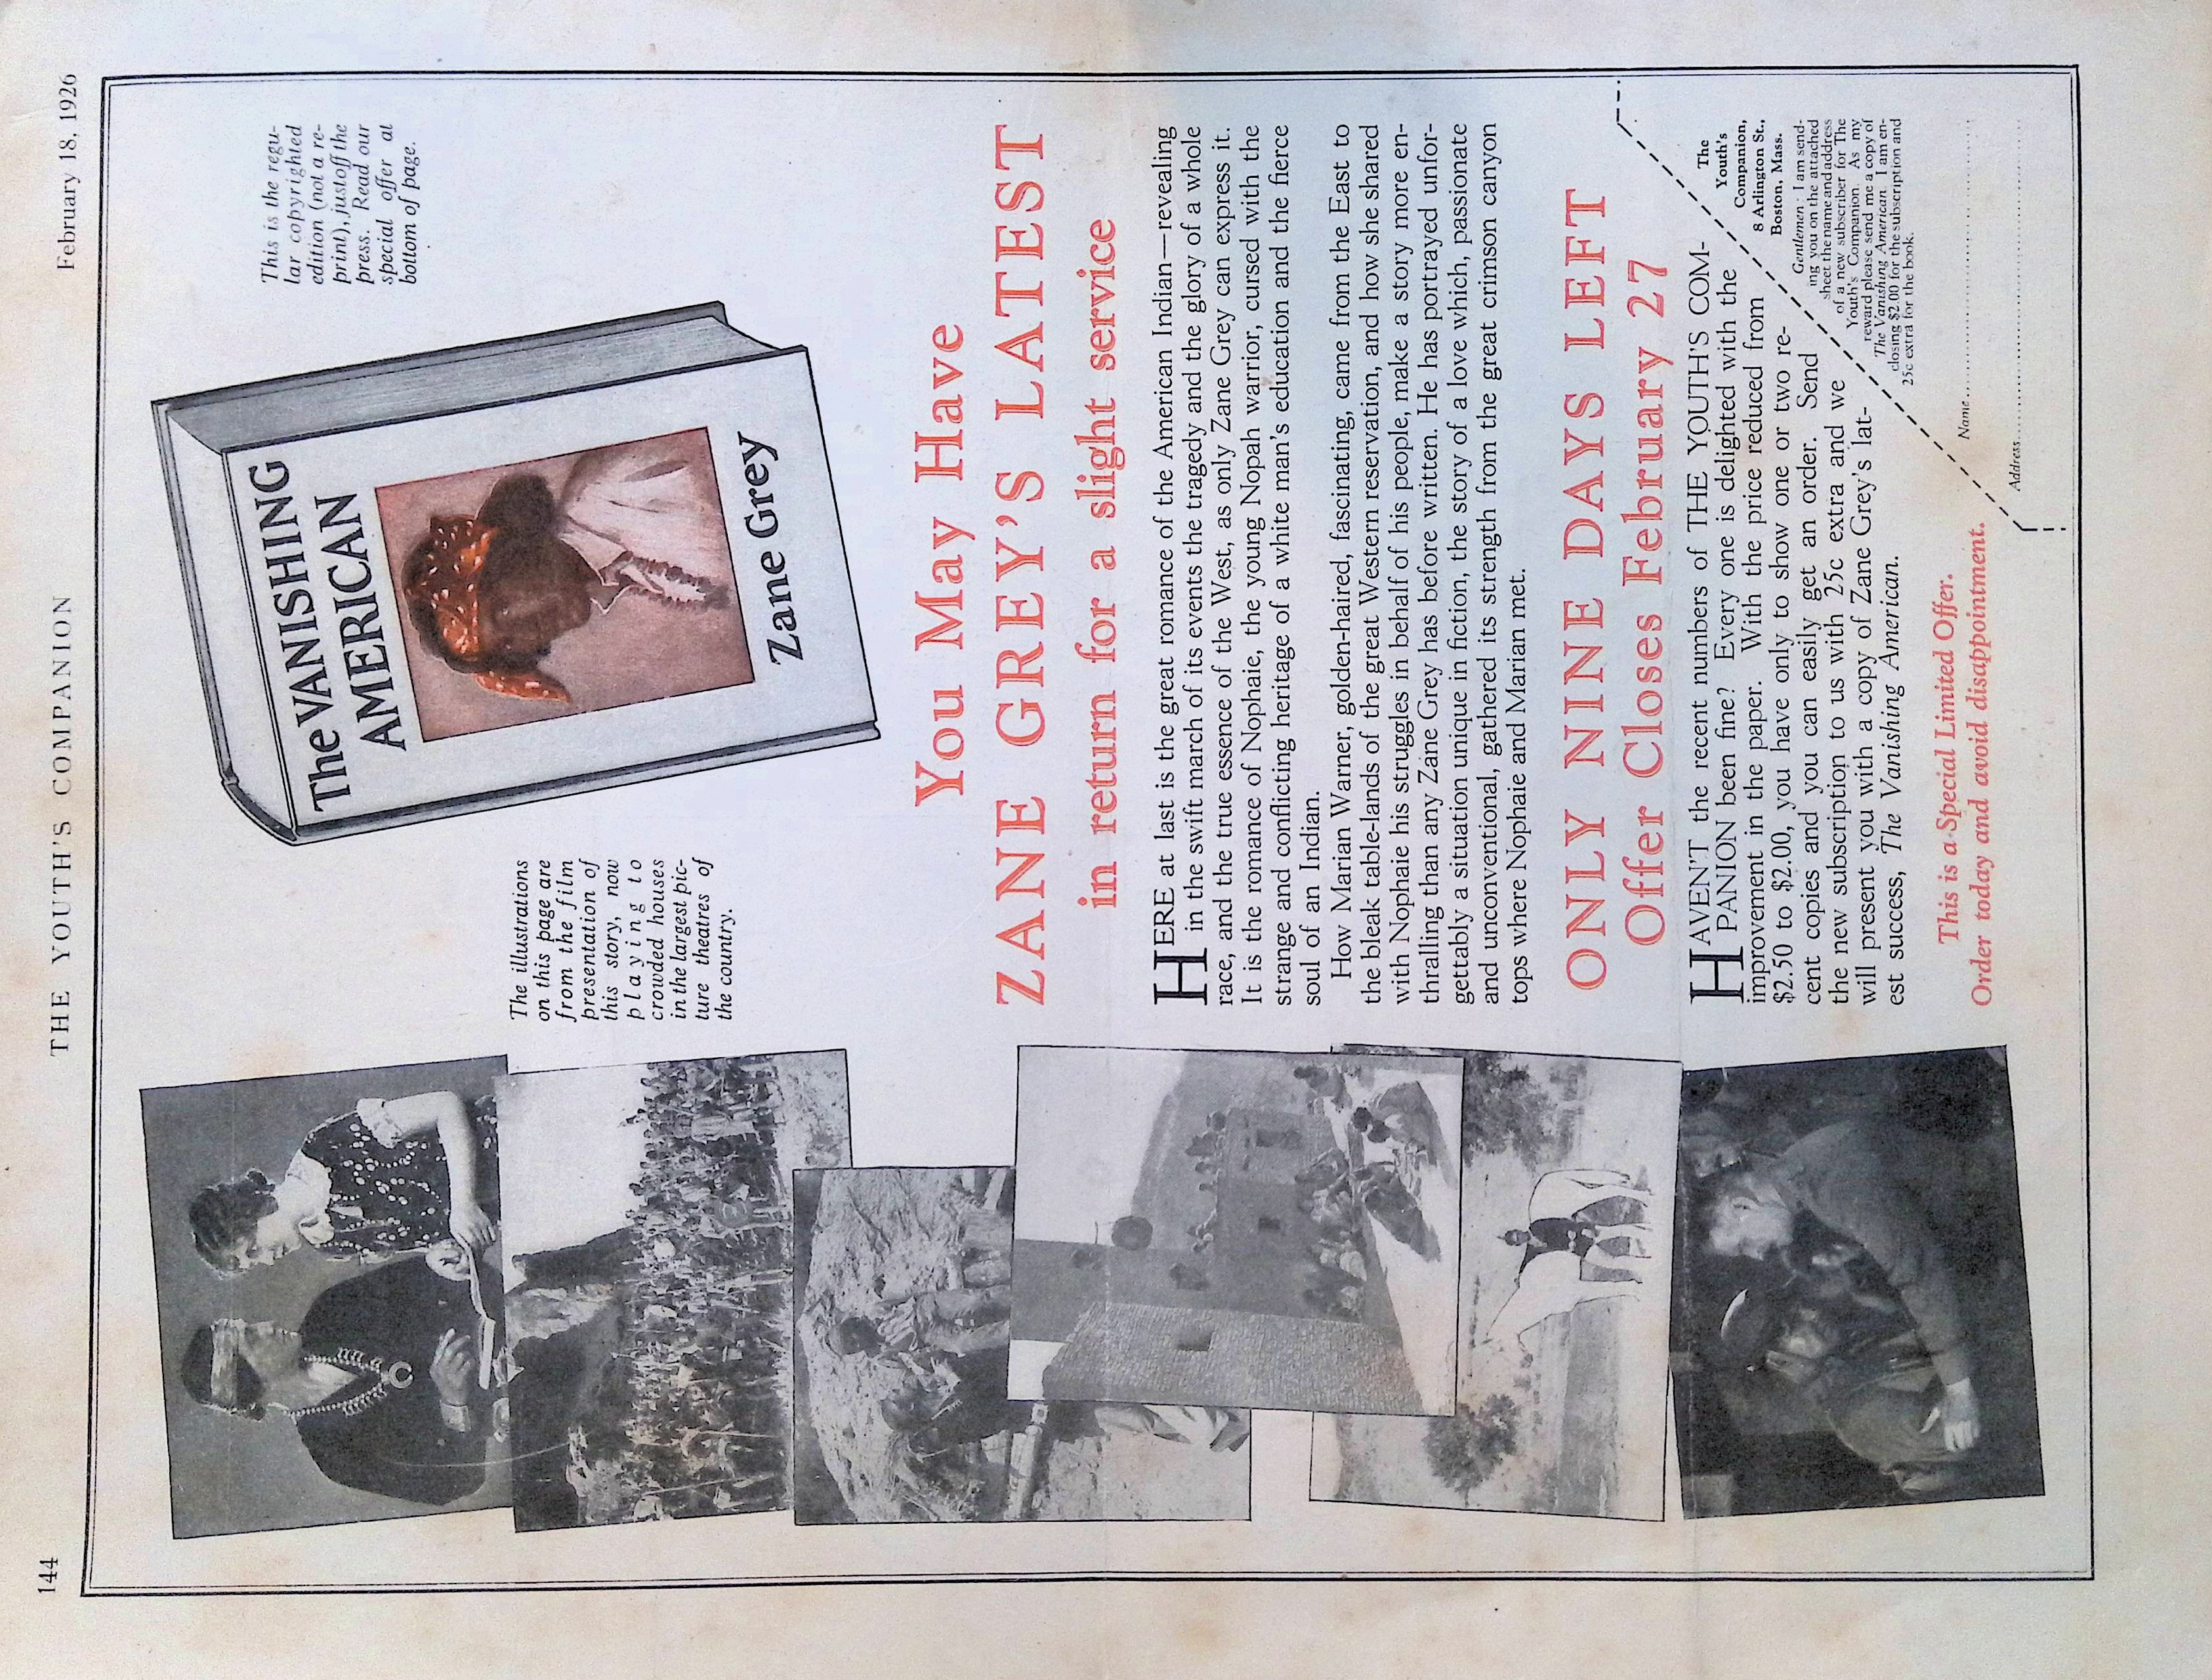 144
THE YOUTH'S COMPANION
February 18, 1926
This is the regu-
lar copyrighted
edition (not a re-
print), just off the
press. Read our
special offer at
bottom of page.
The VANISHING
AMERICAN
Zane Grey
The illustrations
on this page are
from the film
presentation of
this story, now
playing to
crowded houses
in the largest pic-
ture theatres of
the country.
You May Have
ZANE GREY'S LATEST
in return for a slight service
HERE at last is the great romance of the American Indian—revealing
in the swift march of its events the tragedy and the glory of a whole
race, and the true essence of the West, as only Zane Grey can express it.
It is the romance of Nophaie, the young Nopah warrior, cursed with the
strange and conflicting heritage of a white man's education and the fierce
soul of an Indian.
How Marian Warner, golden-haired, fascinating, came from the East to
the bleak table-lands of the great Western reservation, and how she shared
with Nophaie his struggles in behalf of his people, make a story more en-
thralling than any Zane Grey has before written. He has portrayed unfor-
gettably a situation unique in fiction, the story of a love which, passionate
and unconventional, gathered its strength from the great crimson canyon
tops where Nophaie and Marian met.
ONLY NINE DAYS LEFT
Offer Closes February 27
HAVEN'T the recent numbers of THE YOUTH'S COM-
PANION been fine? Every one is delighted with the
improvement in the paper. With the price reduced from
$2.50 to $2.00, you have only to show one or two re-
cent copies and you can easily get an order. Send
the new subscription to us with 25c extra and we
will present you with a copy of Zane Grey's lat-
est success, The Vanishing American.
This is a Special Limited Offer.
Order today and avoid disappointment.
The
Youth's
Companion,
8 Arlington St.,
Boston, Mass.
Gentlemen: I am send-
ing you on the attached
sheet the name and address
of a new subscriber for The
Youth's Companion. As my
reward please send me a copy of
The Vanishing American. I am en-
closing $2.00 for the subscription and
25c extra for the book.
Name
Address